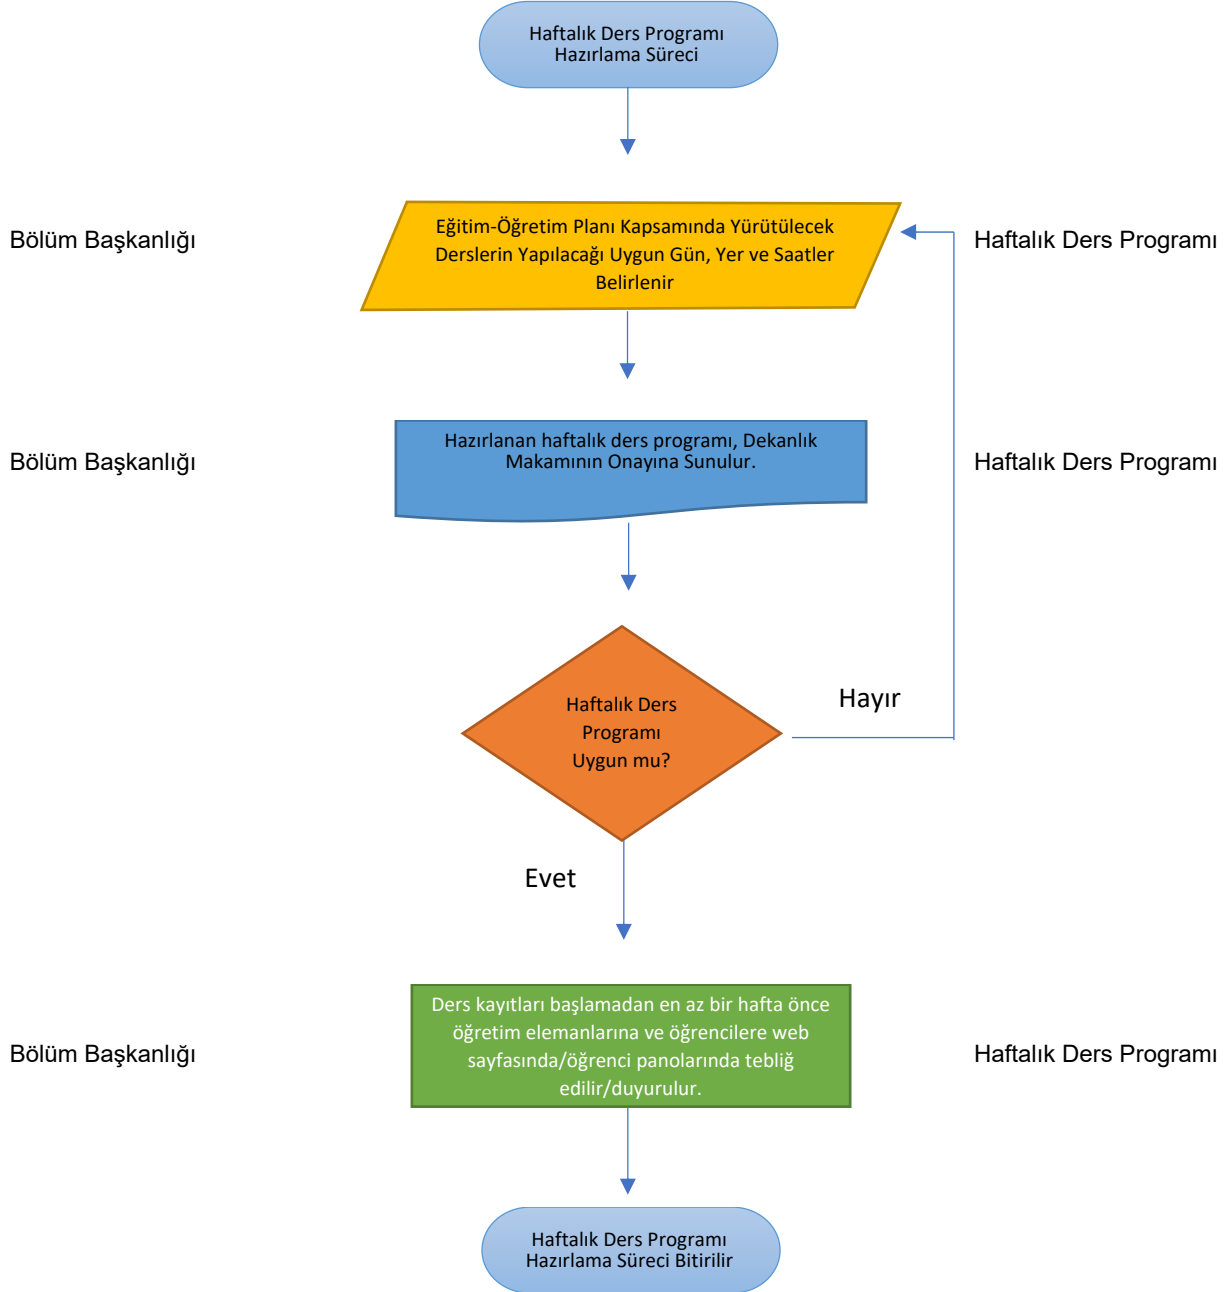 Haftalık Ders Programı
Hazırlama Süreci
Bölüm Başkanlığı
Eğitim-Öğretim Planı Kapsamında Yürütülecek
Derslerin Yapılacağı Uygun Gün, Yer ve Saatler
Belirlenir
Haftalık Ders Programı
Bölüm Başkanlığı
Hazırlanan haftalık ders programı, Dekanlık
Makamının Onayına Sunulur.
Haftalık Ders Programı
Haftalık Ders
Programı
Uygun mu?
Hayır
Evet
Bölüm Başkanlığı
Ders kayıtları başlamadan en az bir hafta önce
öğretim elemanlarına ve öğrencilere web
sayfasında/öğrenci panolarında tebliğ
edilir/duyurulur.
Haftalık Ders Programı
Haftalık Ders Programı
Hazırlama Süreci Bitirilir